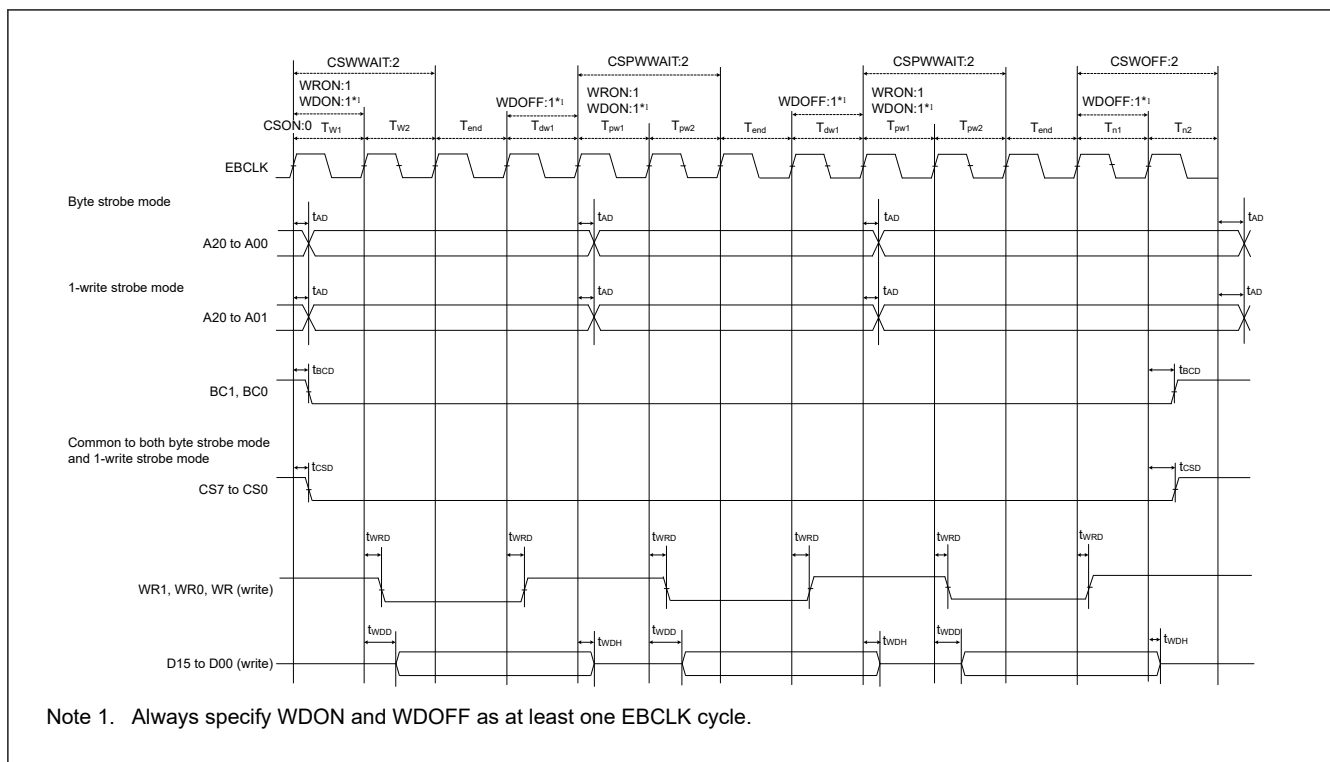 CSWWAIT:2 CSPWWAIT:2 CSPWWAIT:2 CSWOFF:2
WRON:1 WRON:1 WRON:1
WDON:1*1 WDOFF:1*1 WDON:1*1 WDOFF:1*1 WDON:1*1 WDOFF:1*1
CSON:0 TW1 TW2 Tend Tdw1 Tpw1 Tpw2 Tend Tdw1 Tpw1 Tpw2 Tend Tn1 Tn2
EBCLK
Byte strobe mode
tAD tAD tAD tAD
A20 to A00
1-write strobe mode
tAD tAD tAD tAD
A20 to A01
tBCD tBCD
BC1, BC0
Common to both byte strobe mode
and 1-write strobe mode
tCSD tCSD
CS7 to CS0
tWRD tWRD tWRD tWRD tWRD tWRD
WR1, WR0, WR (write)
tWDD tWDH tWDD tWDH tWDD tWDH
D15 to D00 (write)
Note 1. Always specify WDON and WDOFF as at least one EBCLK cycle.